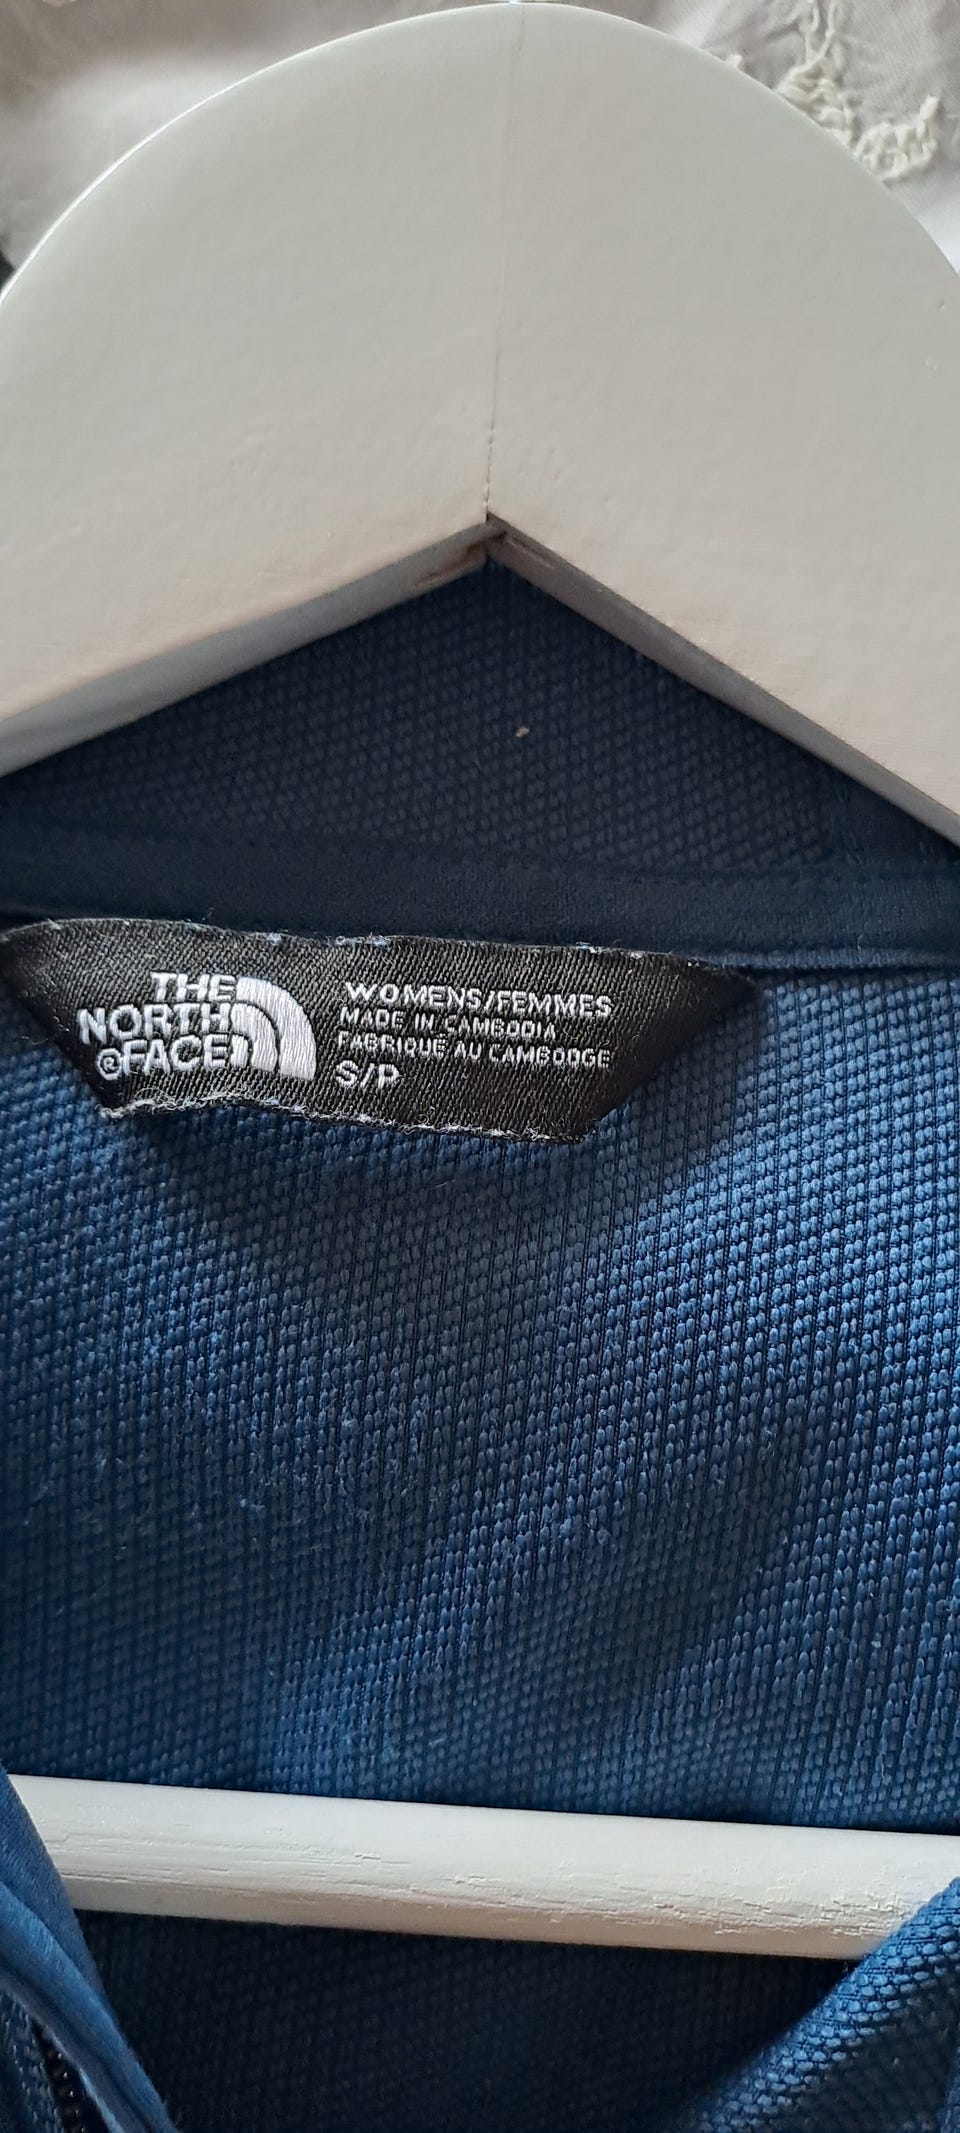 THE
NORTH
®FACE
WOMENS/FEMMES
MADE IN CAMBODIA
FABRIQUÉ AU CAMBODGE
S/P